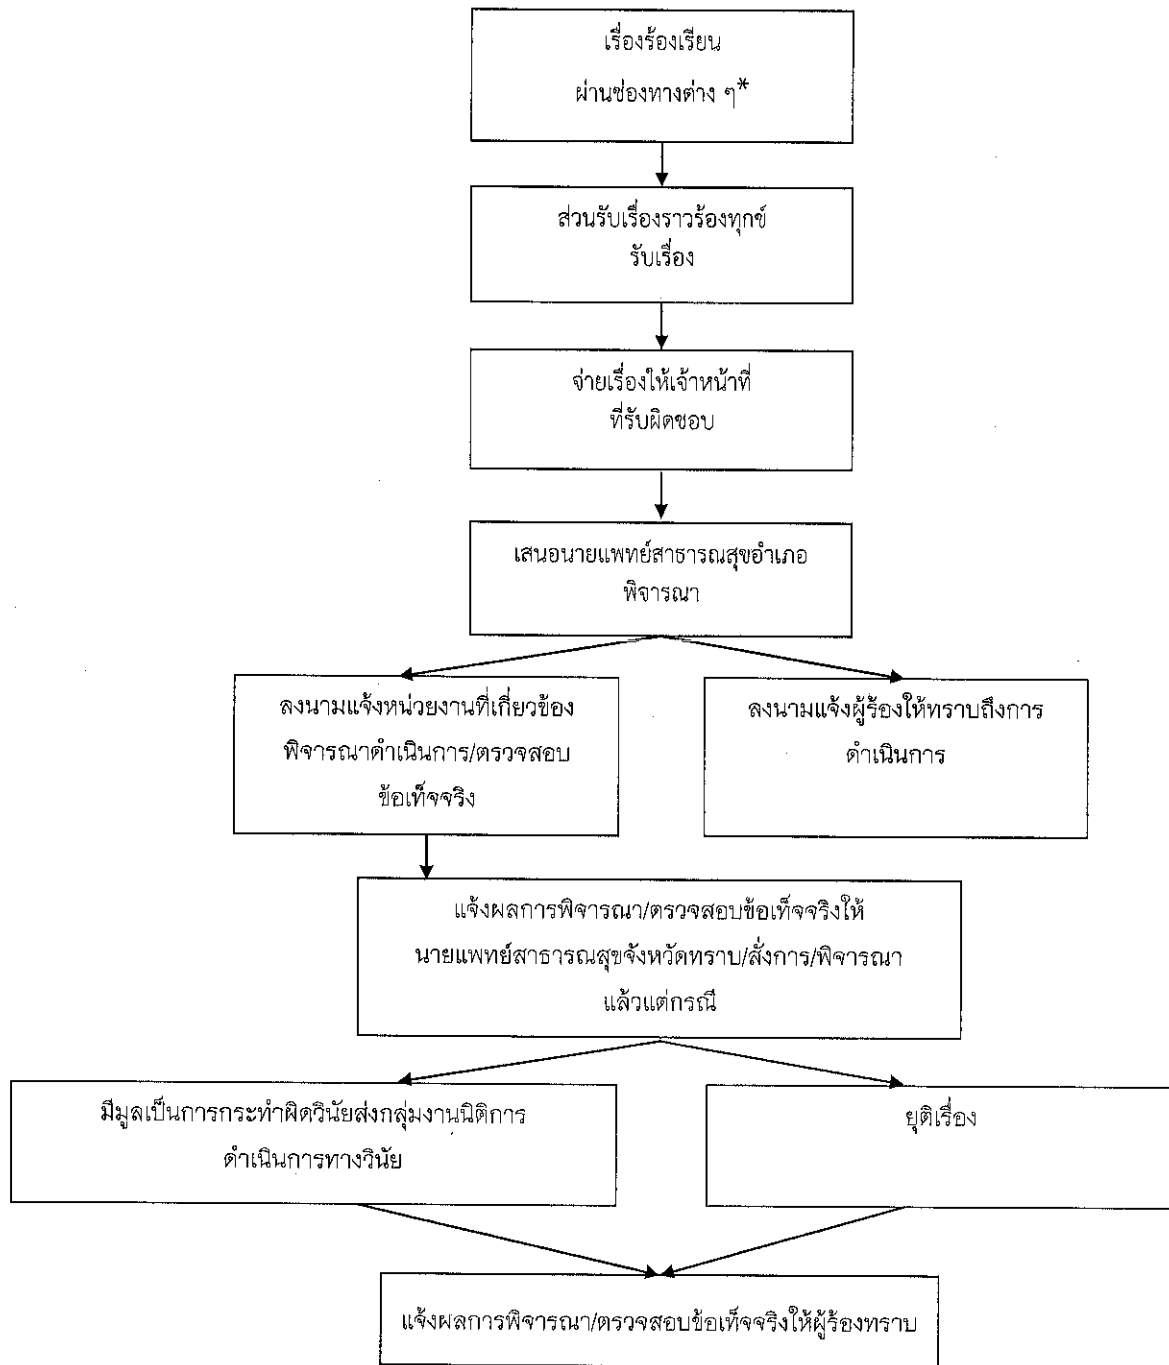 เรื่องร้องเรียน
ผ่านช่องทางต่าง ๆ*
ส่วนรับเรื่องราวร้องทุกข์
รับเรื่อง
จ่ายเรื่องให้เจ้าหน้าที่
ที่รับผิดชอบ
เสนอนายแพทย์สาธารณสุขอำเภอ
พิจารณา
ลงนามแจ้งหน่วยงานที่เกี่ยวข้อง
พิจารณาดำเนินการ/ตรวจสอบ
ข้อเท็จจริง
ลงนามแจ้งผู้ร้องให้ทราบถึงการ
ดำเนินการ
แจ้งผลการพิจารณา/ตรวจสอบข้อเท็จจริงให้
นายแพทย์สาธารณสุขจังหวัดทราบ/สั่งการ/พิจารณา
แล้วแต่กรณี
มีมูลเป็นการกระทำผิดวินัยส่งกลุ่มงานนิติการ
ดำเนินการทางวินัย
ยุติเรื่อง
แจ้งผลการพิจารณา/ตรวจสอบข้อเท็จจริงให้ผู้ร้องทราบ